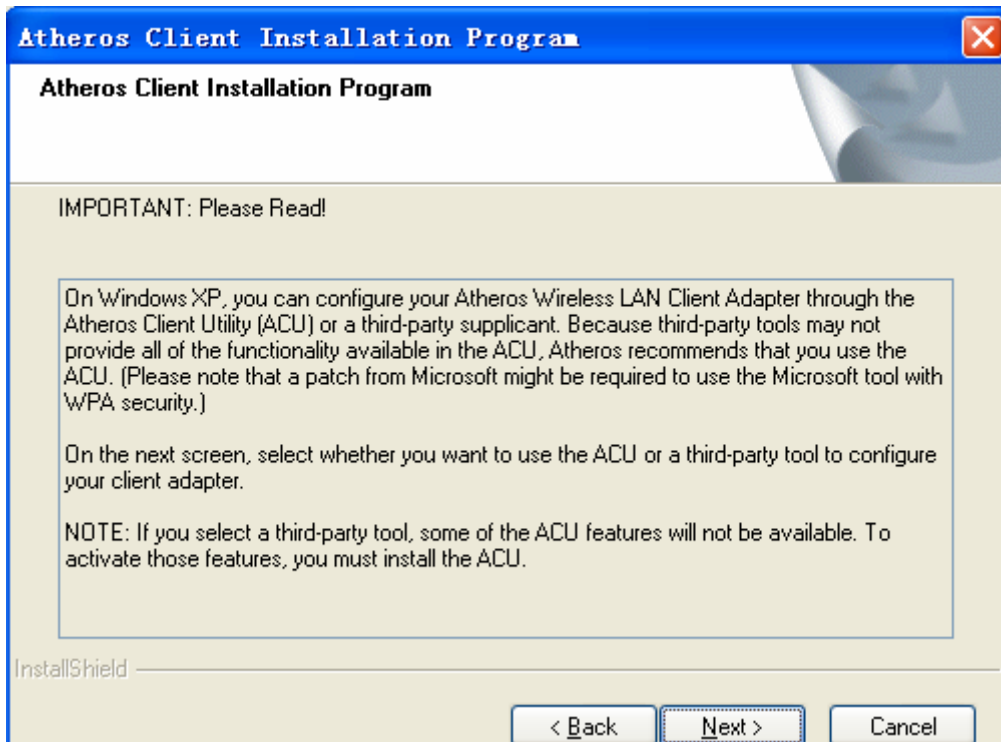 Atheros Client Installation Program
Atheros Client Installation Program
IMPORTANT: Please Read!
On Windows XP, you can configure your Atheros Wireless LAN Client Adapter through the
Atheros Client Utility (ACU) or a third-party supplicant. Because third-party tools may not
provide all of the functionality available in the ACU, Atheros recommends that you use the
ACU. (Please note that a patch from Microsoft might be required to use the Microsoft tool with
WPA security.)
On the next screen, select whether you want to use the ACU or a third-party tool to configure
your client adapter.
NOTE: If you select a third-party tool, some of the ACU features will not be available. To
activate those features, you must install the ACU.
InstallShield
< Back Next > Cancel